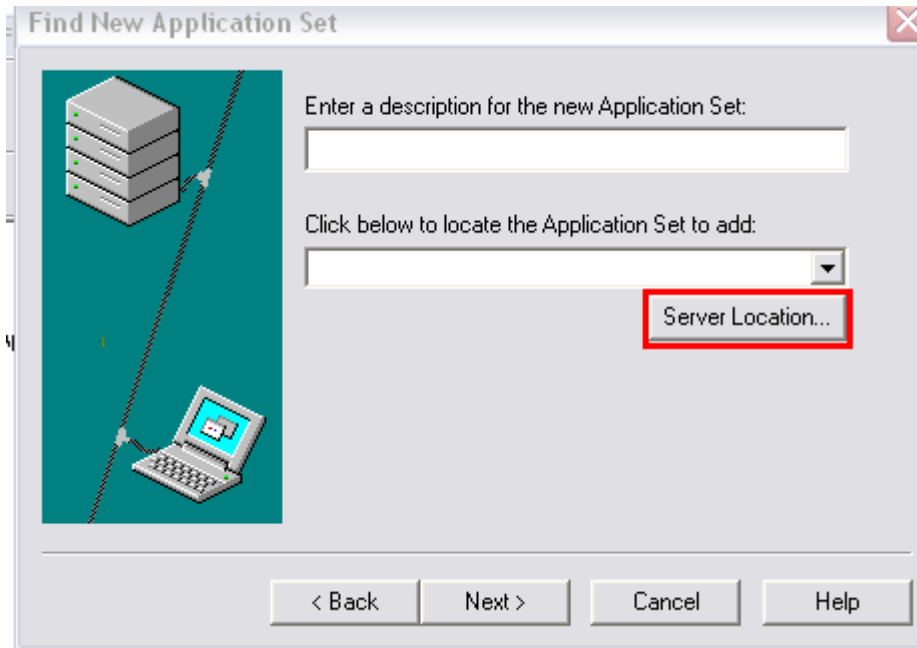 Find New Application Set
Enter a description for the new Application Set:
Click below to locate the Application Set to add:
Server Location...
< Back
Next >
Cancel
Help